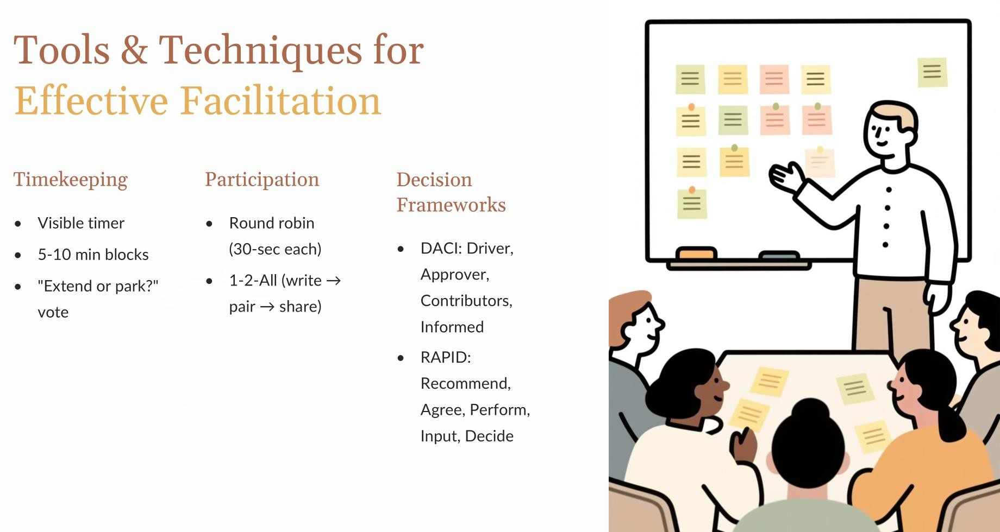 Tools & Techniques for
Effective Facilitation
Timekeeping
• Visible timer
• 5-10 min blocks
• "Extend or park?"
vote
Participation
• Round robin
(30-sec each)
• 1-2-All (write →
pair → share)
Decision
Frameworks
• DACI: Driver,
Approver,
Contributors,
Informed
• RAPID:
Recommend,
Agree, Perform,
Input, Decide